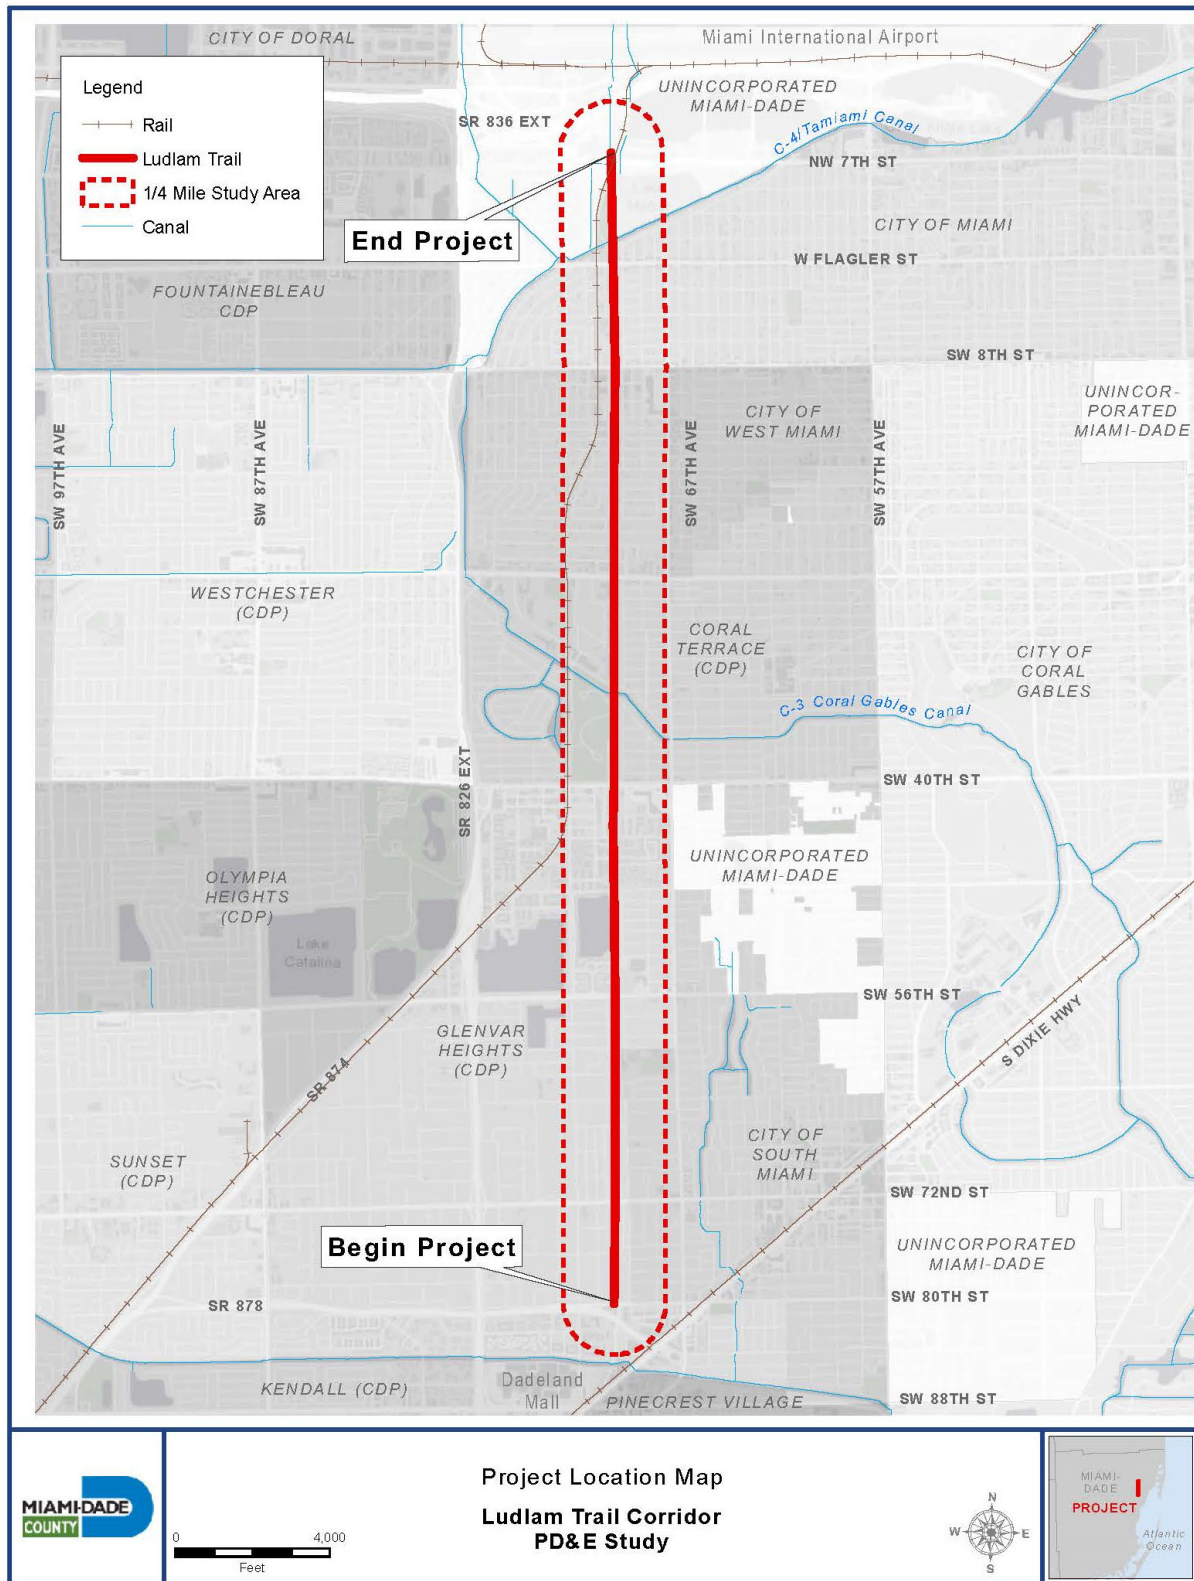 CITY OF DORAL
Miami International Airport
Legend
Rail
Ludlam Trail
1/4 Mile Study Area
Canal
UNINCORPORATED
MIAMI-DADE
SR 836 EXT
C-4/Tamiami Canal
NW 7TH ST
End Project
CITY OF MIAMI
W FLAGLER ST
FOUNTAINEBLEAU
CDP
SW 8TH ST
UNINCOR-
PORATED
MIAMI-DADE
CITY OF
WEST MIAMI
SW 97TH AVE
SW 87TH AVE
SW 67TH AVE
SW 57TH AVE
WESTCHESTER
(CDP)
CORAL
TERRACE
(CDP)
CITY OF
CORAL
GABLES
C-3 Coral Gables Canal
SR 826 EXT
SW 40TH ST
UNINCORPORATED
MIAMI-DADE
OLYMPIA
HEIGHTS
(CDP)
Lake
Catalina
SW 56TH ST
GLENVAR
HEIGHTS
(CDP)
S DIXIE HWY
SR 874
CITY OF
SOUTH
MIAMI
SUNSET
(CDP)
SW 72ND ST
Begin Project
UNINCORPORATED
MIAMI-DADE
SR 878
SW 80TH ST
KENDALL (CDP)
Dadeland
Mall
PINECREST VILLAGE
SW 88TH ST
MIAMI-DADE
COUNTY
0 4,000
Feet
Project Location Map
Ludlam Trail Corridor
PD&E Study
N
W E
S
MIAMI-
DADE
PROJECT
Atlantic
Ocean